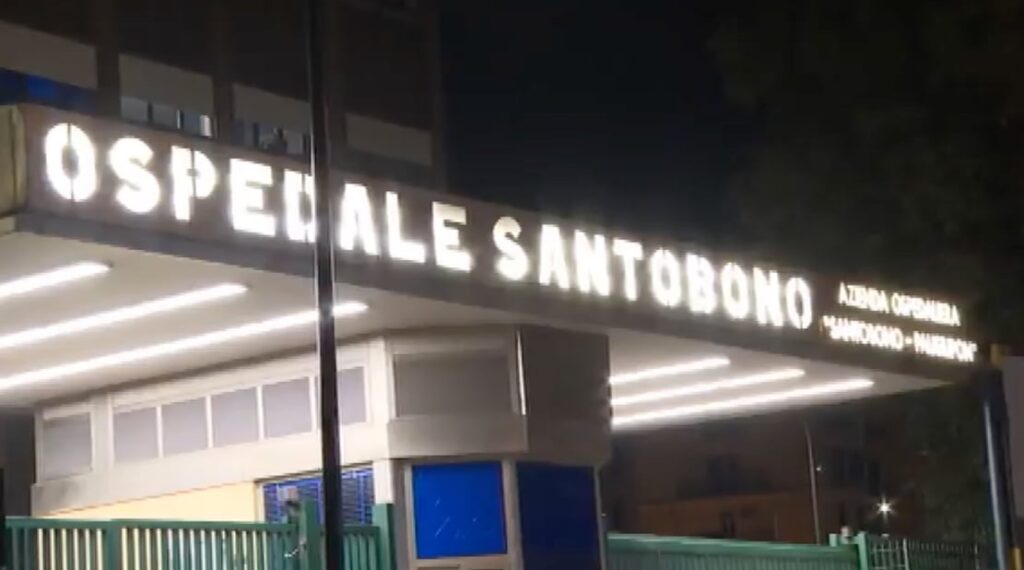 OSPEDALE SANTOBONO
AZIENDA OSPEDALIERA
"SANTOBONO - PAUSILIPON"